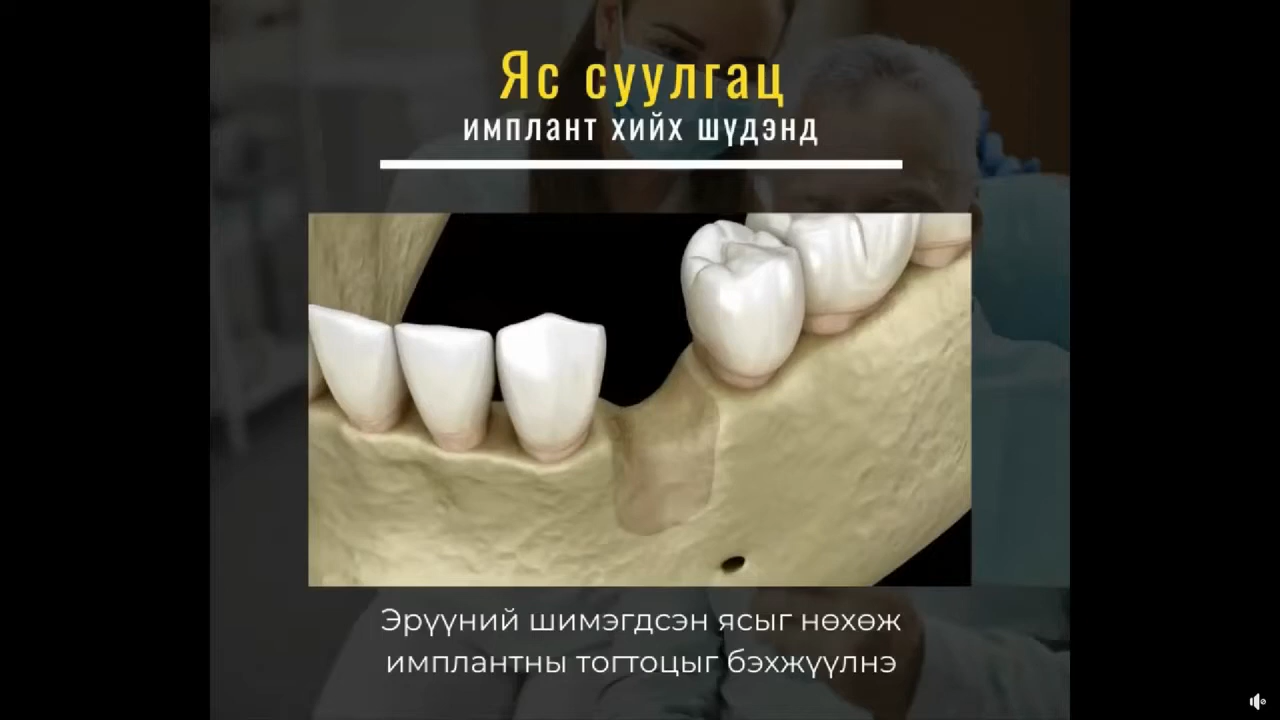 Яс суулгац
имплант хийх шүдэнд
Эрүүний шимэгдсэн ясыг нөхөж
имплантны тогтоцыг бэхжүүлнэ